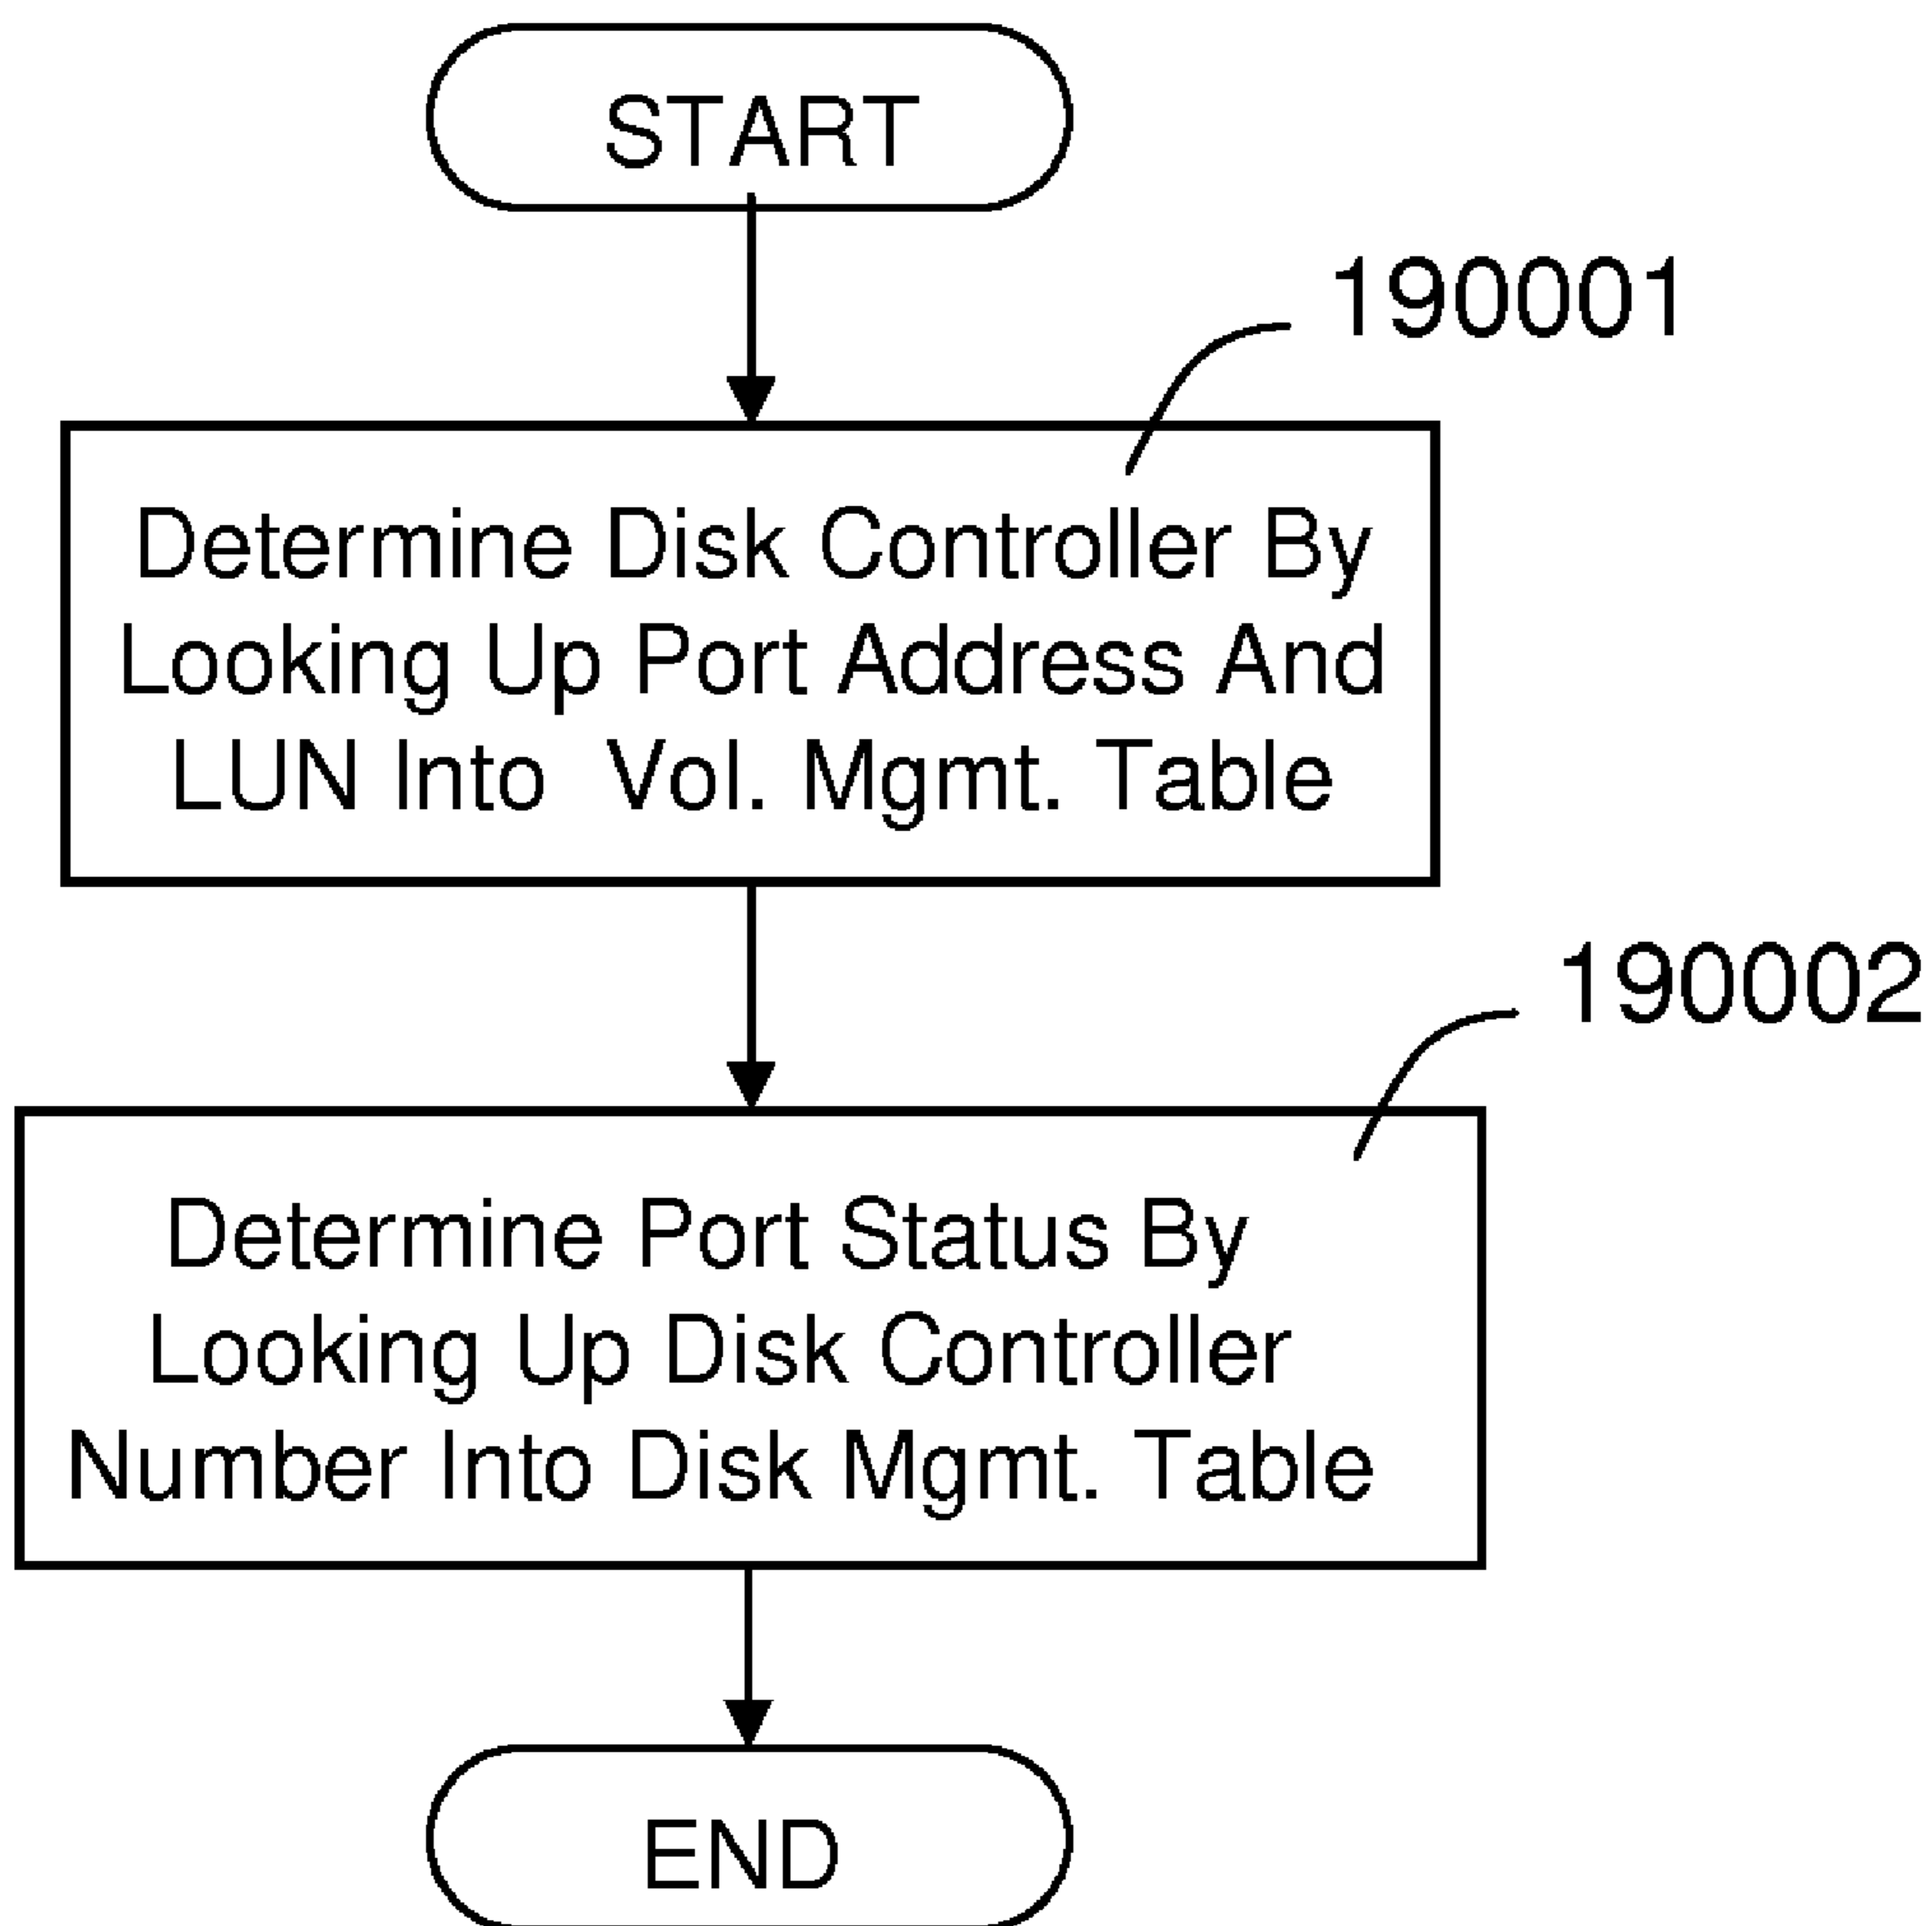 START
190001
Determine Disk Controller By
Looking Up Port Address And
LUN Into Vol. Mgmt. Table
190002
Determine Port Status By
Looking Up Disk Controller
Number Into Disk Mgmt. Table
END